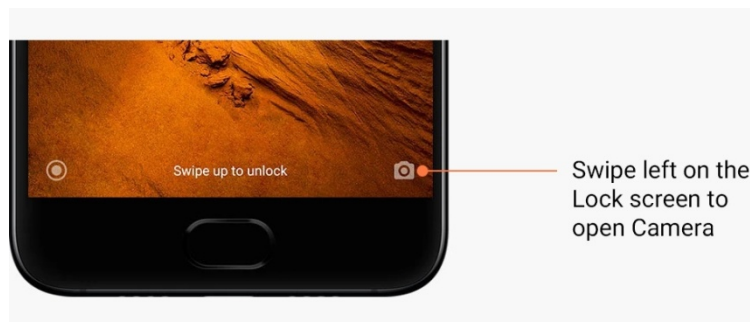 Swipe up to unlock
Swipe left on the
Lock screen to
open Camera